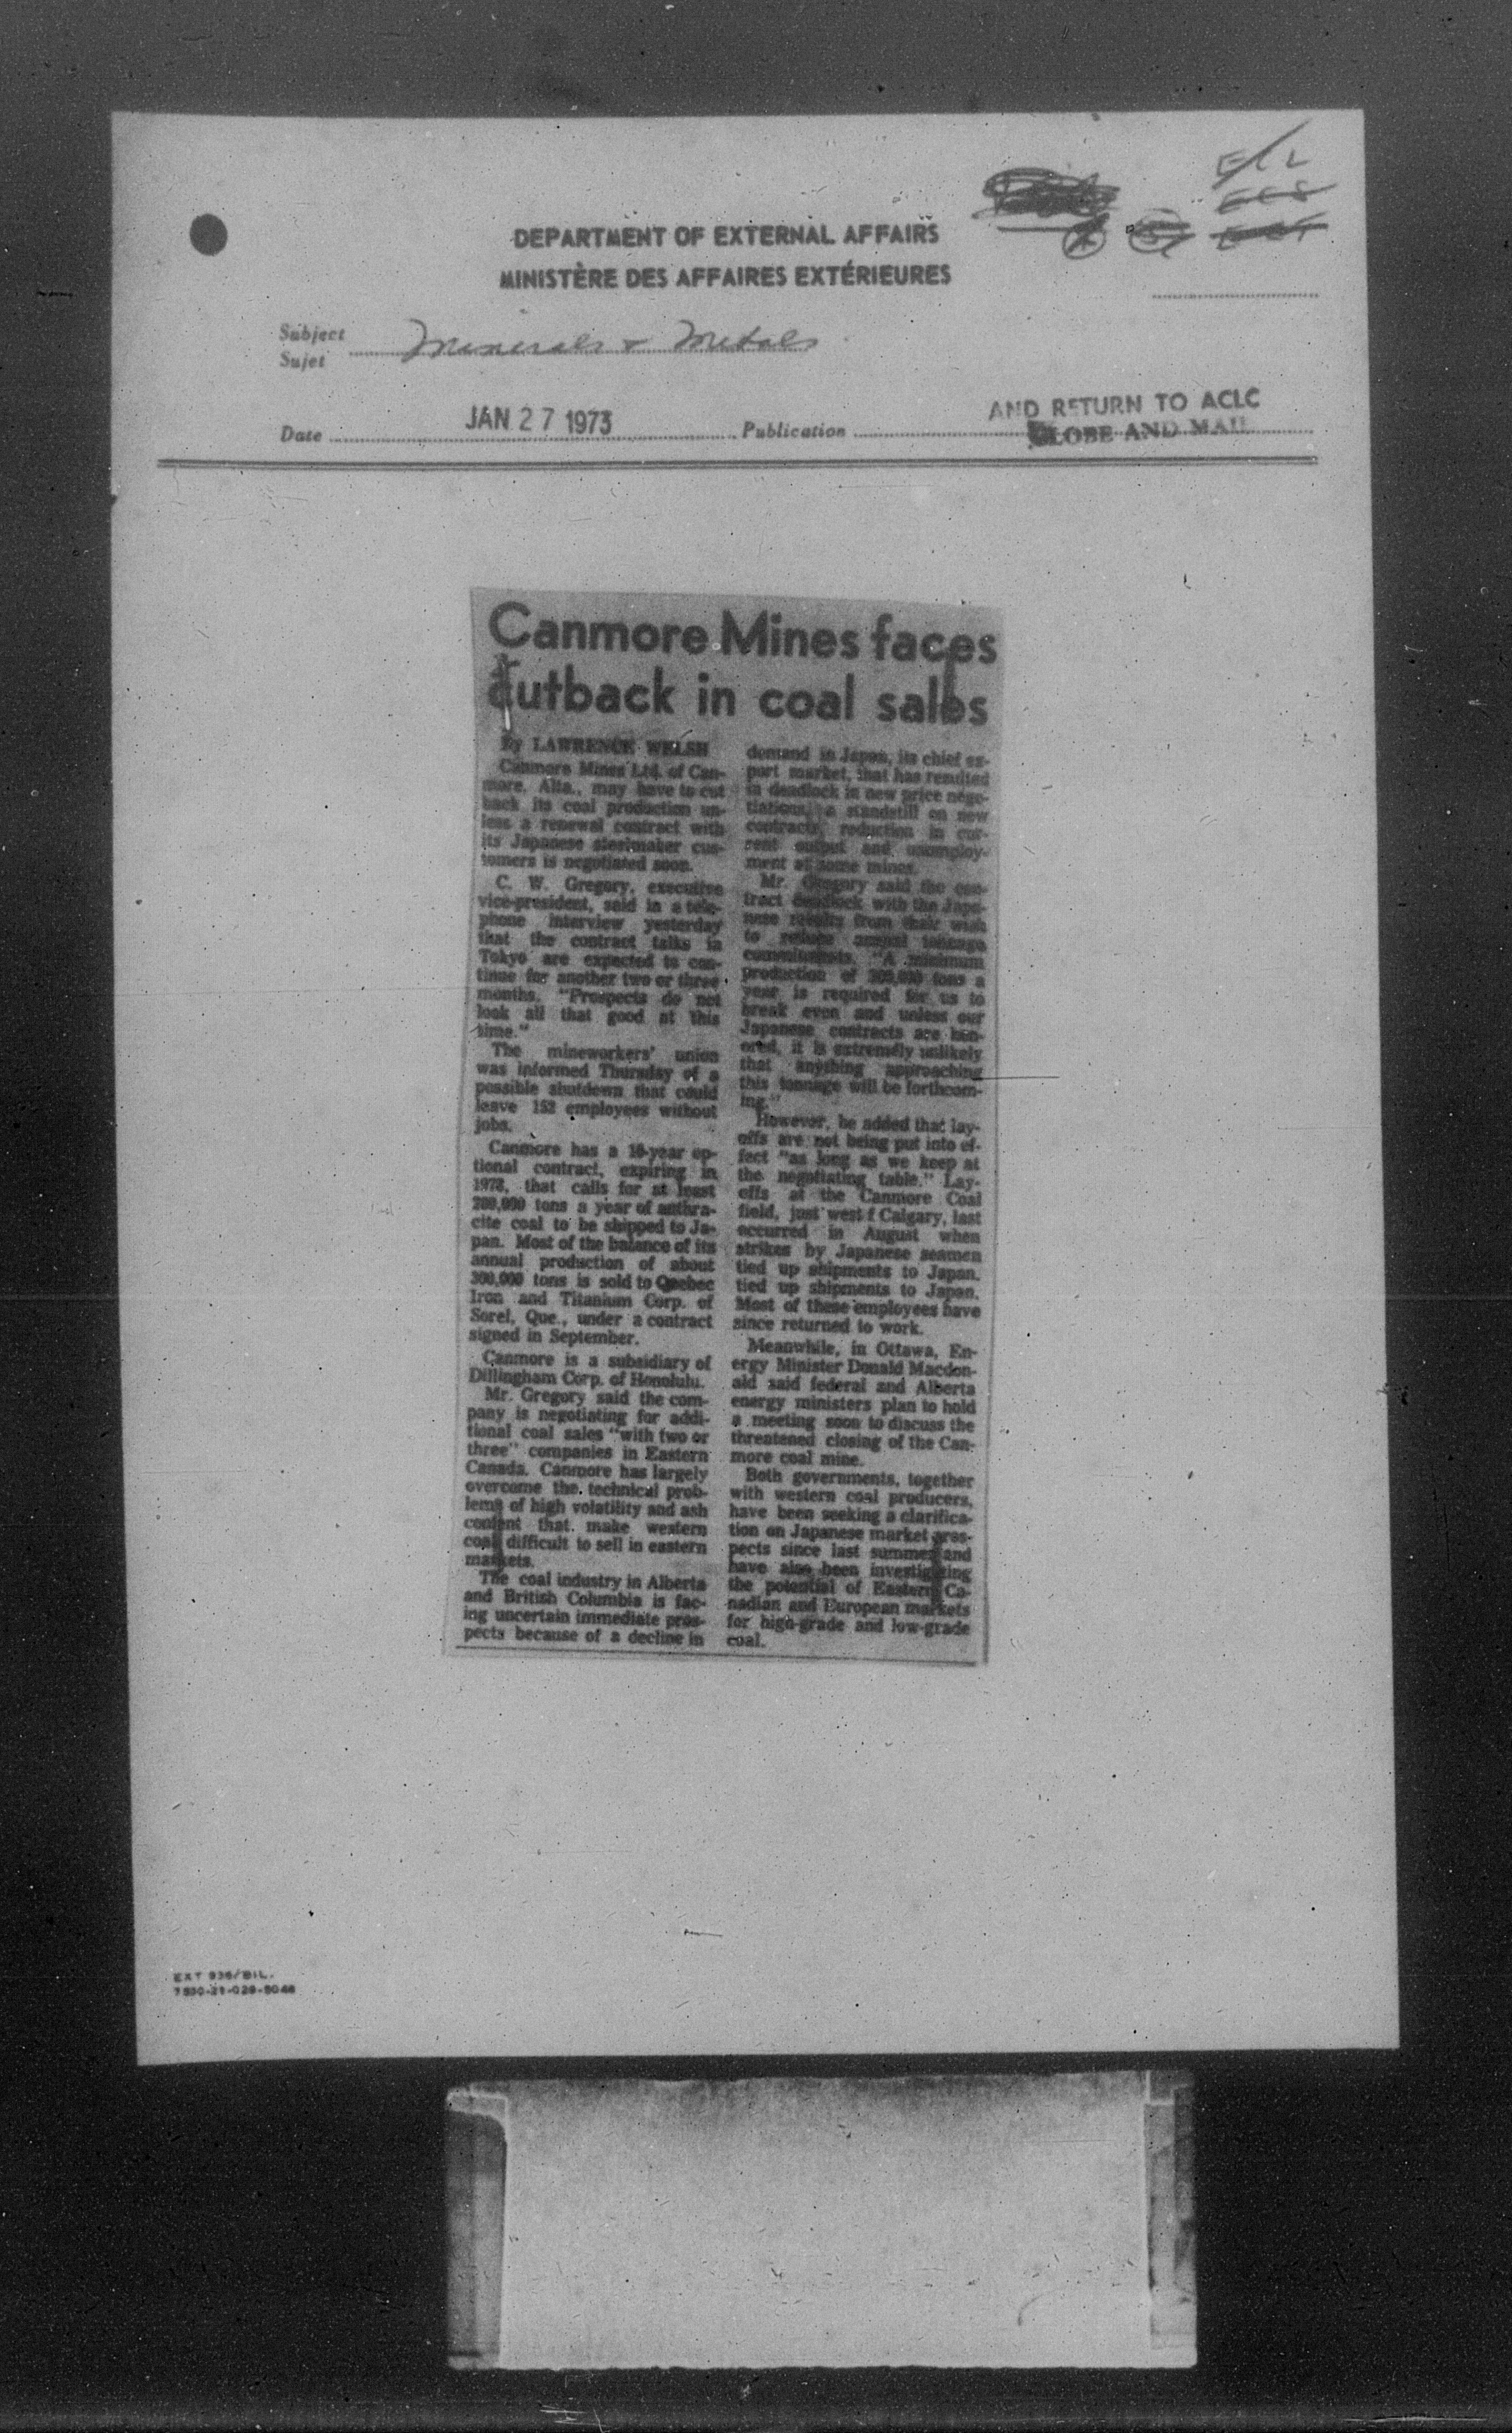 E/C L
DEPARTMENT OF EXTERNAL AFFAIRS
MINISTÈRE DES AFFAIRES EXTÉRIEURES
Subject
Sujet
Minerals & Metals
AND RETURN TO ACLC
Date JAN 27 1973 Publication GLOBE AND MAIL
Canmore Mines faces
cutback in coal sales
By LAWRENCE WELSH
Canmore Mines Ltd. of Can-
more, Alta., may have to cut
back its coal production un-
less a renewal contract with
its Japanese steelmaker cus-
tomers is negotiated soon.
C. W. Gregory, executive
vice-president, said in a tele-
phone interview yesterday
that the contract talks in
Tokyo are expected to con-
tinue for another two or three
months. "Prospects do not
look all that good at this
time."
The mineworkers' union
was informed Thursday of a
possible shutdown that could
leave 152 employees without
jobs.
Canmore has a 10-year op-
tional contract, expiring in
1978, that calls for at least
200,000 tons a year of anthra-
cite coal to be shipped to Ja-
pan. Most of the balance of its
annual production of about
300,000 tons is sold to Quebec
Iron and Titanium Corp. of
Sorel, Que., under a contract
signed in September.
Canmore is a subsidiary of
Dillingham Corp. of Honolulu.
Mr. Gregory said the com-
pany is negotiating for addi-
tional coal sales "with two or
three" companies in Eastern
Canada. Canmore has largely
overcome the technical prob-
lems of high volatility and ash
content that make western
coal difficult to sell in eastern
markets.
The coal industry in Alberta
and British Columbia is fac-
ing uncertain immediate pros-
pects because of a decline in
demand in Japan, its chief ex-
port market, that has resulted
in deadlock in new price nego-
tiations, a standstill on new
contracts, reduction in cur-
rent output and unemploy-
ment at some mines.
Mr. Gregory said the con-
tract deadlock with the Japa-
nese results from their wish
to reduce annual tonnage
commitments. "A minimum
production of 300,000 tons a
year is required for us to
break even and unless our
Japanese contracts are hon-
ored, it is extremely unlikely
that anything approaching
this tonnage will be forthcom-
ing."
However, he added that lay-
offs are not being put into ef-
fect "as long as we keep at
the negotiating table." Lay-
offs at the Canmore Coal
field, just west f Calgary, last
occurred in August when
strikes by Japanese seamen
tied up shipments to Japan.
tied up shipments to Japan.
Most of these employees have
since returned to work.
Meanwhile, in Ottawa, En-
ergy Minister Donald Macdon-
ald said federal and Alberta
energy ministers plan to hold
a meeting soon to discuss the
threatened closing of the Can-
more coal mine.
Both governments, together
with western coal producers,
have been seeking a clarifica-
tion on Japanese market pros-
pects since last summer and
have also been investigating
the potential of Eastern Ca-
nadian and European markets
for high-grade and low-grade
coal.
EXT 936/BIL.
7530-21-029-5046